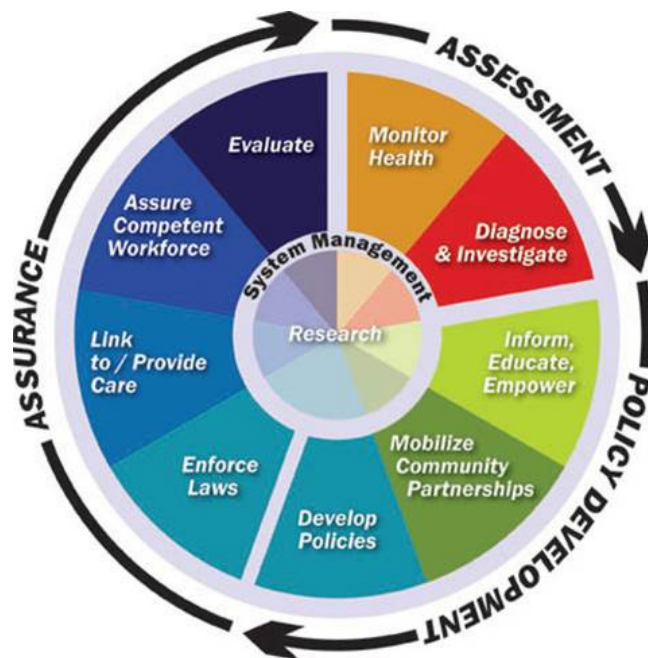 ASSESSMENT
POLICY DEVELOPMENT
ASSURANCE
Monitor
Health
Diagnose
& Investigate
Inform,
Educate,
Empower
Mobilize
Community
Partnerships
Develop
Policies
Enforce
Laws
Link
to / Provide
Care
Assure
Competent
Workforce
Evaluate
System Management
Research